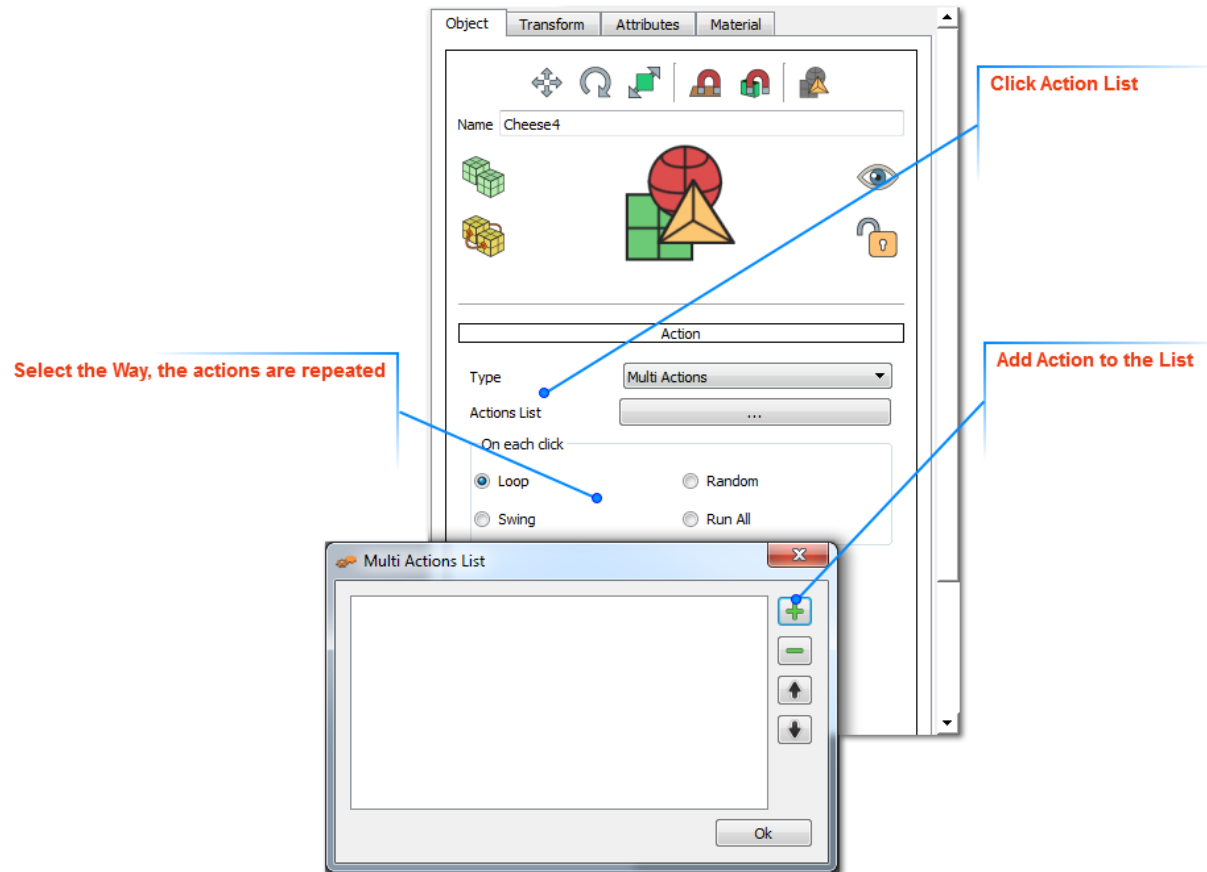 Object Transform Attributes Material
Click Action List
Name Cheese4
Action
Select the Way, the actions are repeated
Add Action to the List
Type Multi Actions
Actions List ...
On each click
Loop Random
Swing Run All
Multi Actions List
Ok